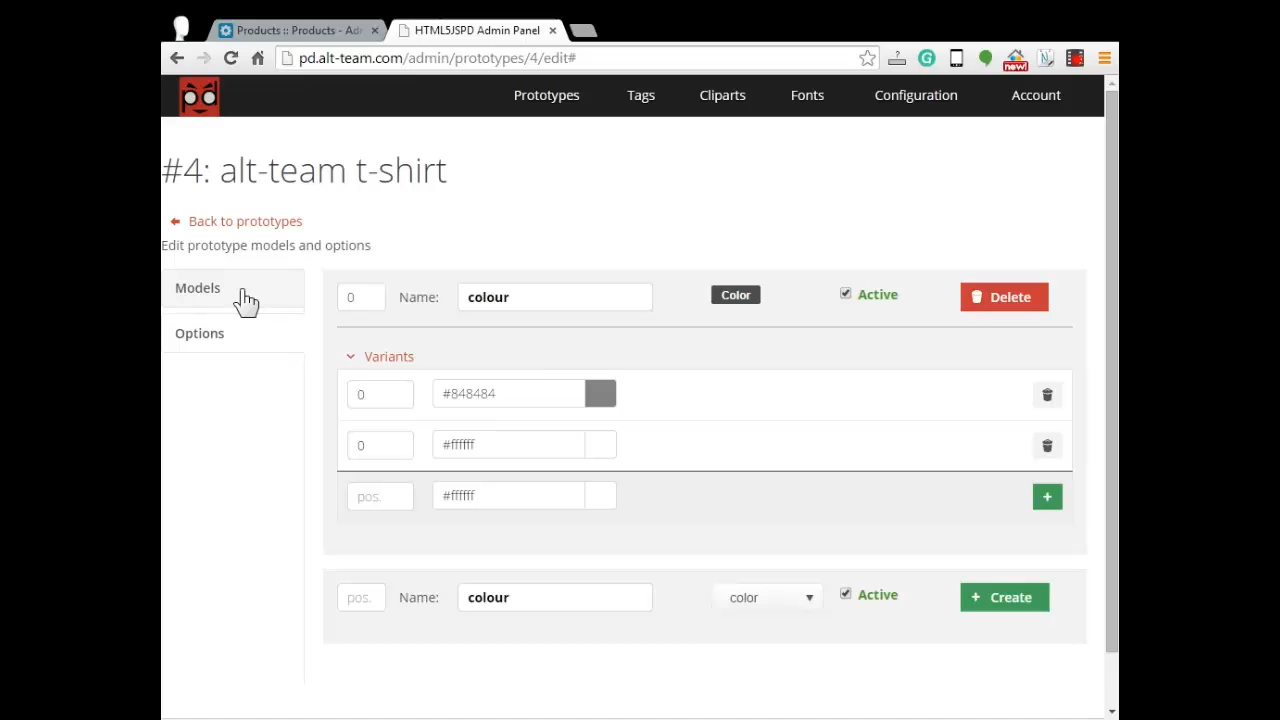 Products :: Products - Adm
HTML5JSPD Admin Panel
pd.alt-team.com/admin/prototypes/4/edit#
new!
Prototypes Tags Cliparts Fonts Configuration Account
#4: alt-team t-shirt
Back to prototypes
Edit prototype models and options
Models
Options
0 Name: colour Color Active Delete
Variants
0 #848484
0 #ffffff
pos. #ffffff +
pos. Name: colour color Active + Create